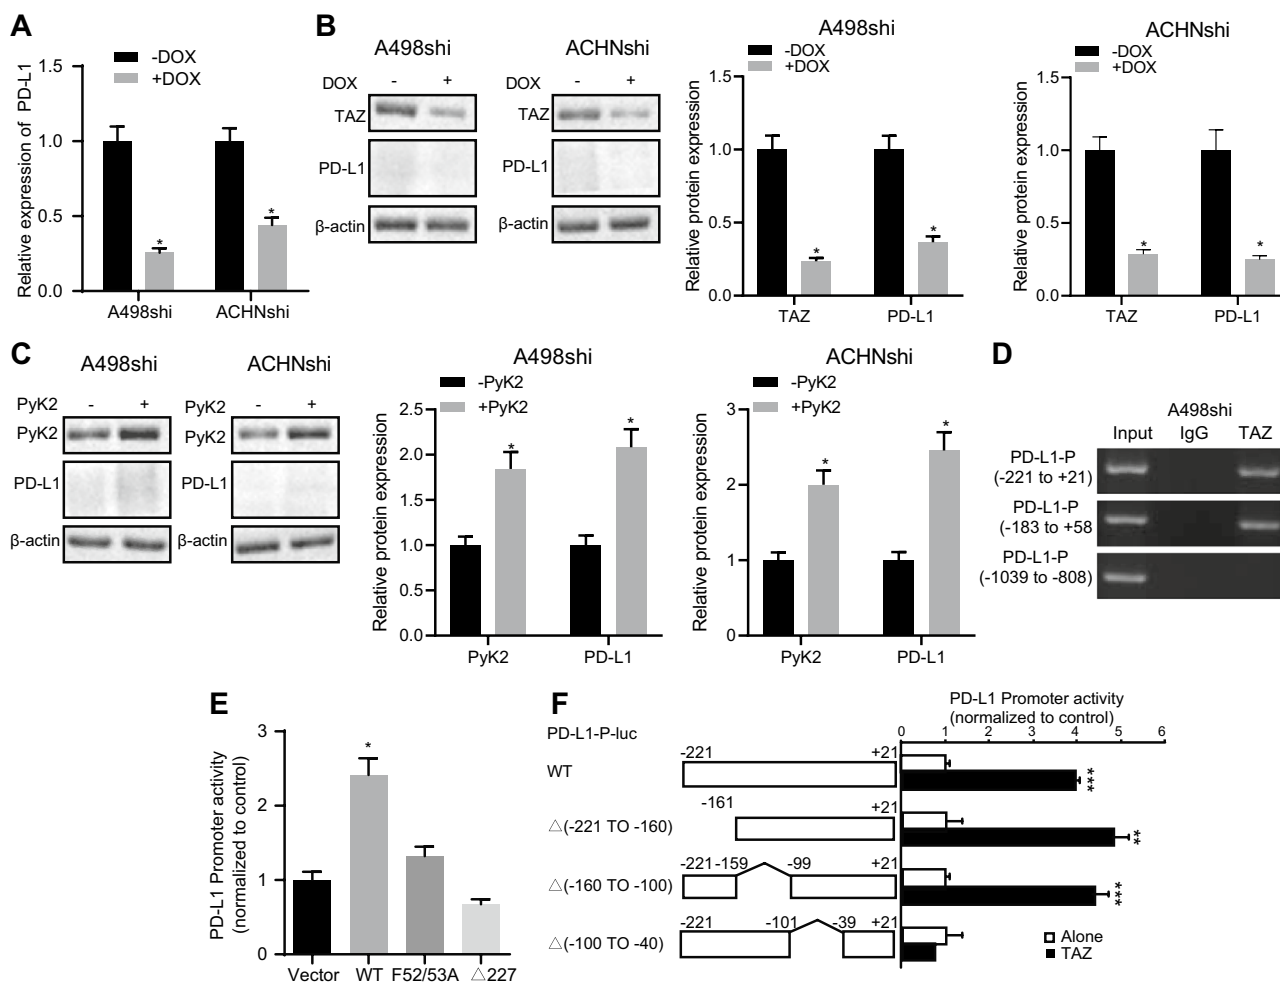 A
-DOX
+DOX
Relative expression of PD-L1
1.5
1.0
0.5
0.0
*
*
A498shi
ACHNshi
B
A498shi
ACHNshi
DOX
-
+
DOX
-
+
TAZ
TAZ
PD-L1
PD-L1
β-actin
β-actin
A498shi
-DOX
+DOX
Relative protein expression
1.5
1.0
0.5
0.0
*
*
TAZ
PD-L1
ACHNshi
-DOX
+DOX
Relative protein expression
1.5
1.0
0.5
0.0
*
*
TAZ
PD-L1
C
A498shi
ACHNshi
PyK2
-
+
PyK2
-
+
PyK2
PyK2
PD-L1
PD-L1
β-actin
β-actin
A498shi
-PyK2
+PyK2
Relative protein expression
2.5
2.0
1.5
1.0
0.5
0.0
*
*
PyK2
PD-L1
ACHNshi
-PyK2
+PyK2
Relative protein expression
3
2
1
0
*
*
PyK2
PD-L1
D
A498shi
Input
IgG
TAZ
PD-L1-P
(-221 to +21)
PD-L1-P
(-183 to +58
PD-L1-P
(-1039 to -808)
E
PD-L1 Promoter activity
(normalized to control)
3
2
1
0
*
Vector
WT
F52/53A
△227
F
PD-L1 Promoter activity
(normalized to control)
PD-L1-P-luc
0 1 2 3 4 5 6
-221
+21
WT
***
-161
+21
△(-221 TO -160)
**
-221 -159
-99
+21
△(-160 TO -100)
***
-221
-101
-39
+21
△(-100 TO -40)
Alone
TAZ